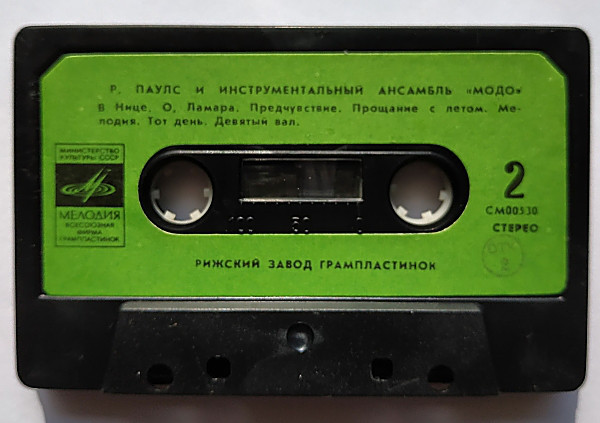 Р. ПАУЛС И ИНСТРУМЕНТАЛЬНЫЙ АНСАМБЛЬ «МОДО»
В Ницце. О, Ламара. Предчувствие. Прощание с летом. Ме-
лодия. Тот день. Девятый вал.
МИНИСТЕРСТВО
КУЛЬТУРЫ СССР
МЕЛОДИЯ
ВСЕСОЮЗНАЯ
ФИРМА
ГРАМПЛАСТИНОК
2
СМ00530
СТЕРЕО
100 50 0
РИЖСКИЙ ЗАВОД ГРАМПЛАСТИНОК
2